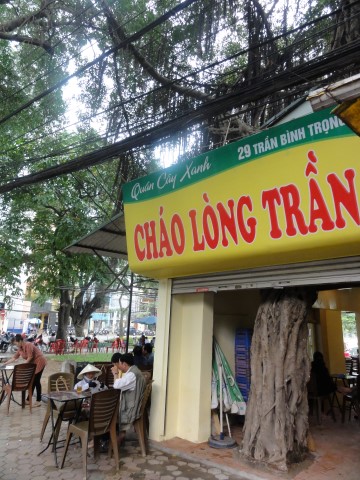 Quán Cây Xanh
29 TRẦN BÌNH TRỌNG
CHÁO LÒNG TRẦN